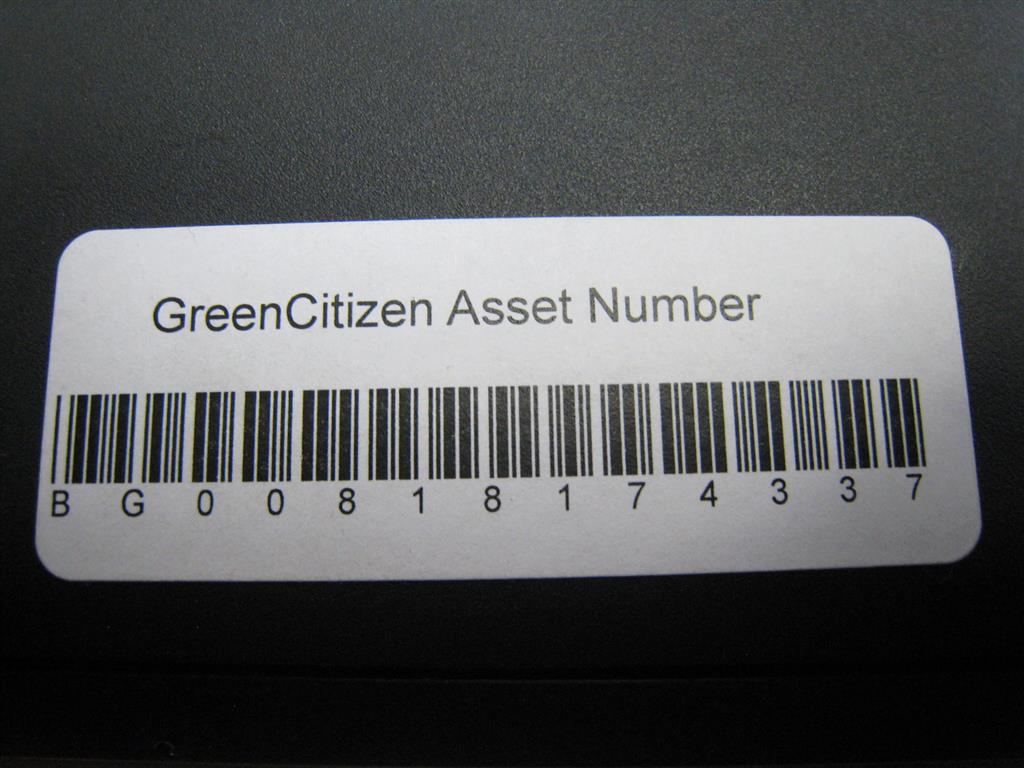 GreenCitizen Asset Number
B G 0 0 8 1 8 1 7 4 3 3 7